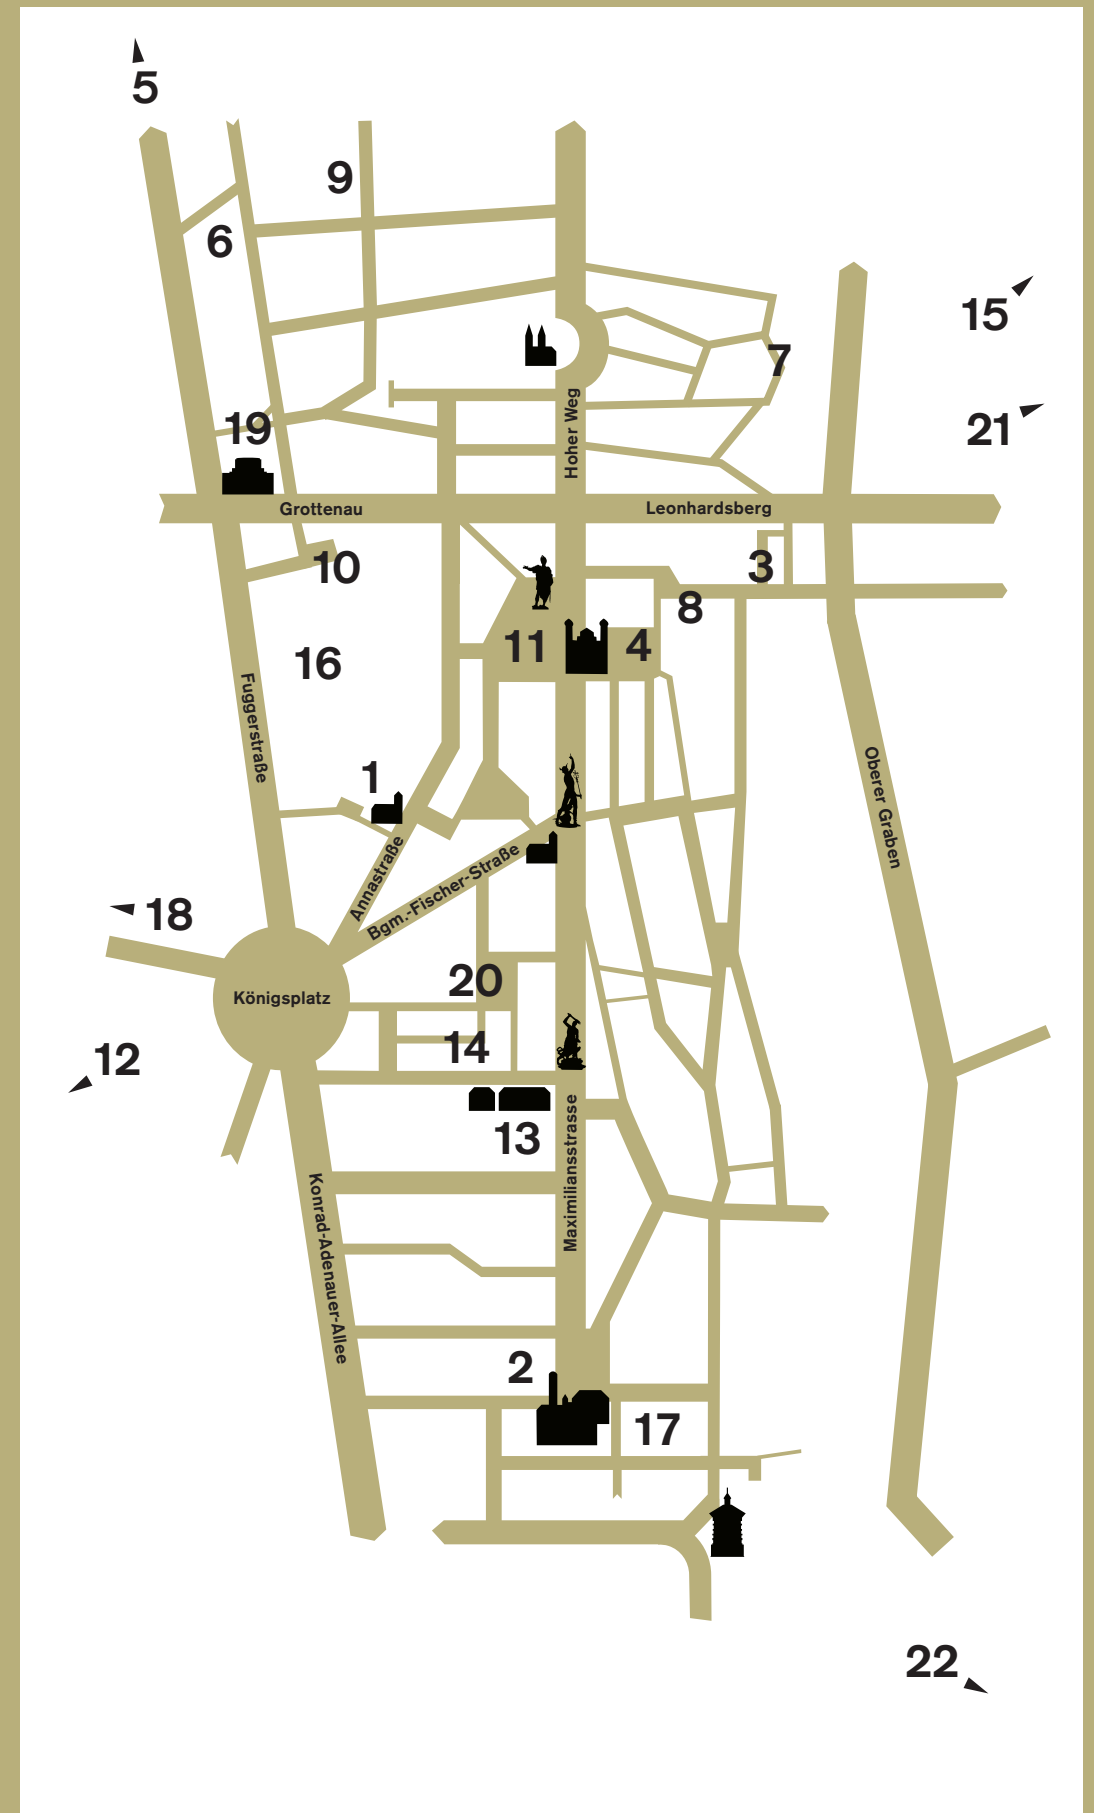 5
9
6
15
7
21
19
Hoher Weg
Grottenau
Leonhardsberg
10
3
8
11
4
16
Fuggerstraße
1
Oberer Graben
Annastraße
Bgm.-Fischer-Straße
18
20
Königsplatz
14
12
13
Maximiliansstrasse
Konrad-Adenauer-Allee
2
17
22